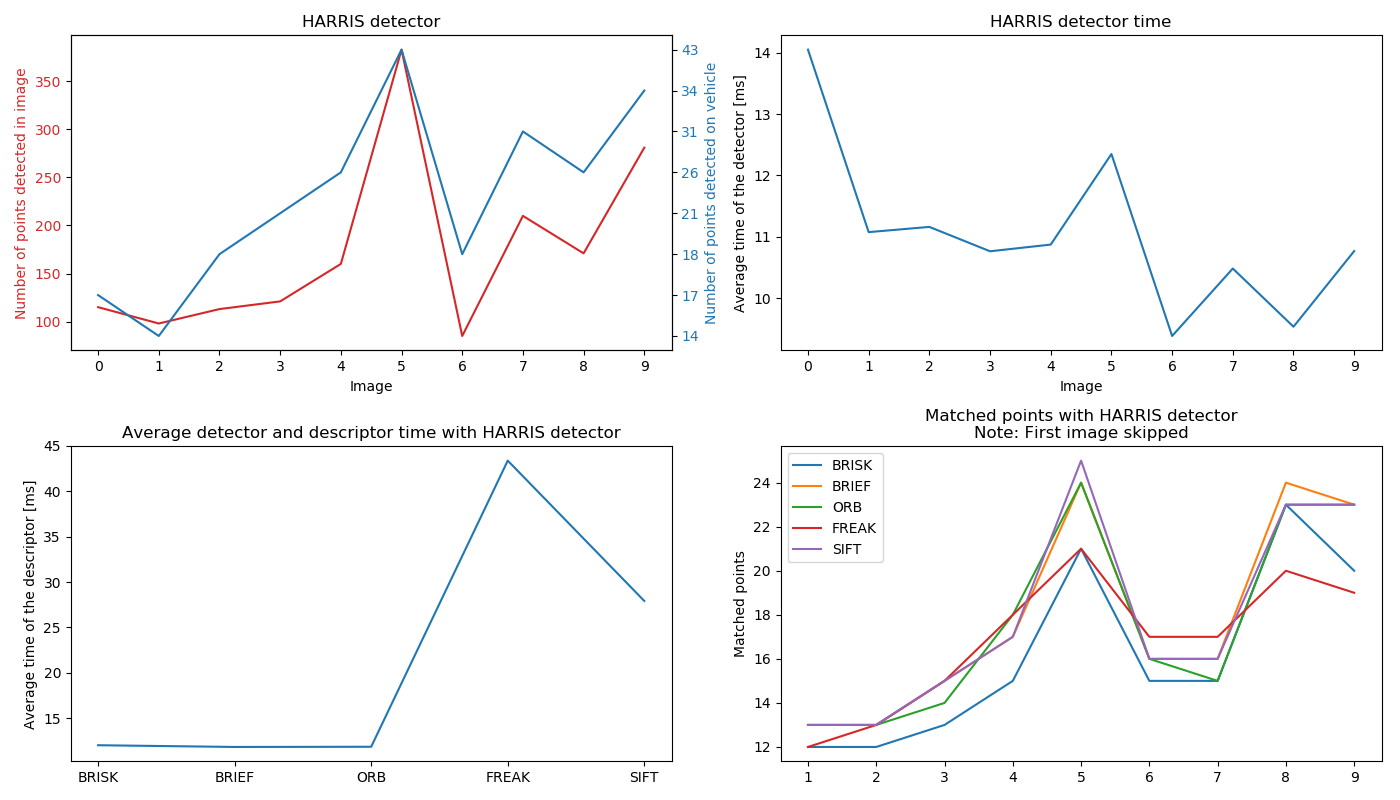 HARRIS detector
Number of points detected in image
350
300
250
200
150
100
43
34
31
26
21
18
17
14
Number of points detected on vehicle
0 1 2 3 4 5 6 7 8 9
Image
HARRIS detector time
Average time of the detector [ms]
14
13
12
11
10
0 1 2 3 4 5 6 7 8 9
Image
Average detector and descriptor time with HARRIS detector
Average time of the descriptor [ms]
45
40
35
30
25
20
15
BRISK BRIEF ORB FREAK SIFT
Matched points with HARRIS detector
Note: First image skipped
Matched points
24
22
20
18
16
14
12
BRISK
BRIEF
ORB
FREAK
SIFT
1 2 3 4 5 6 7 8 9